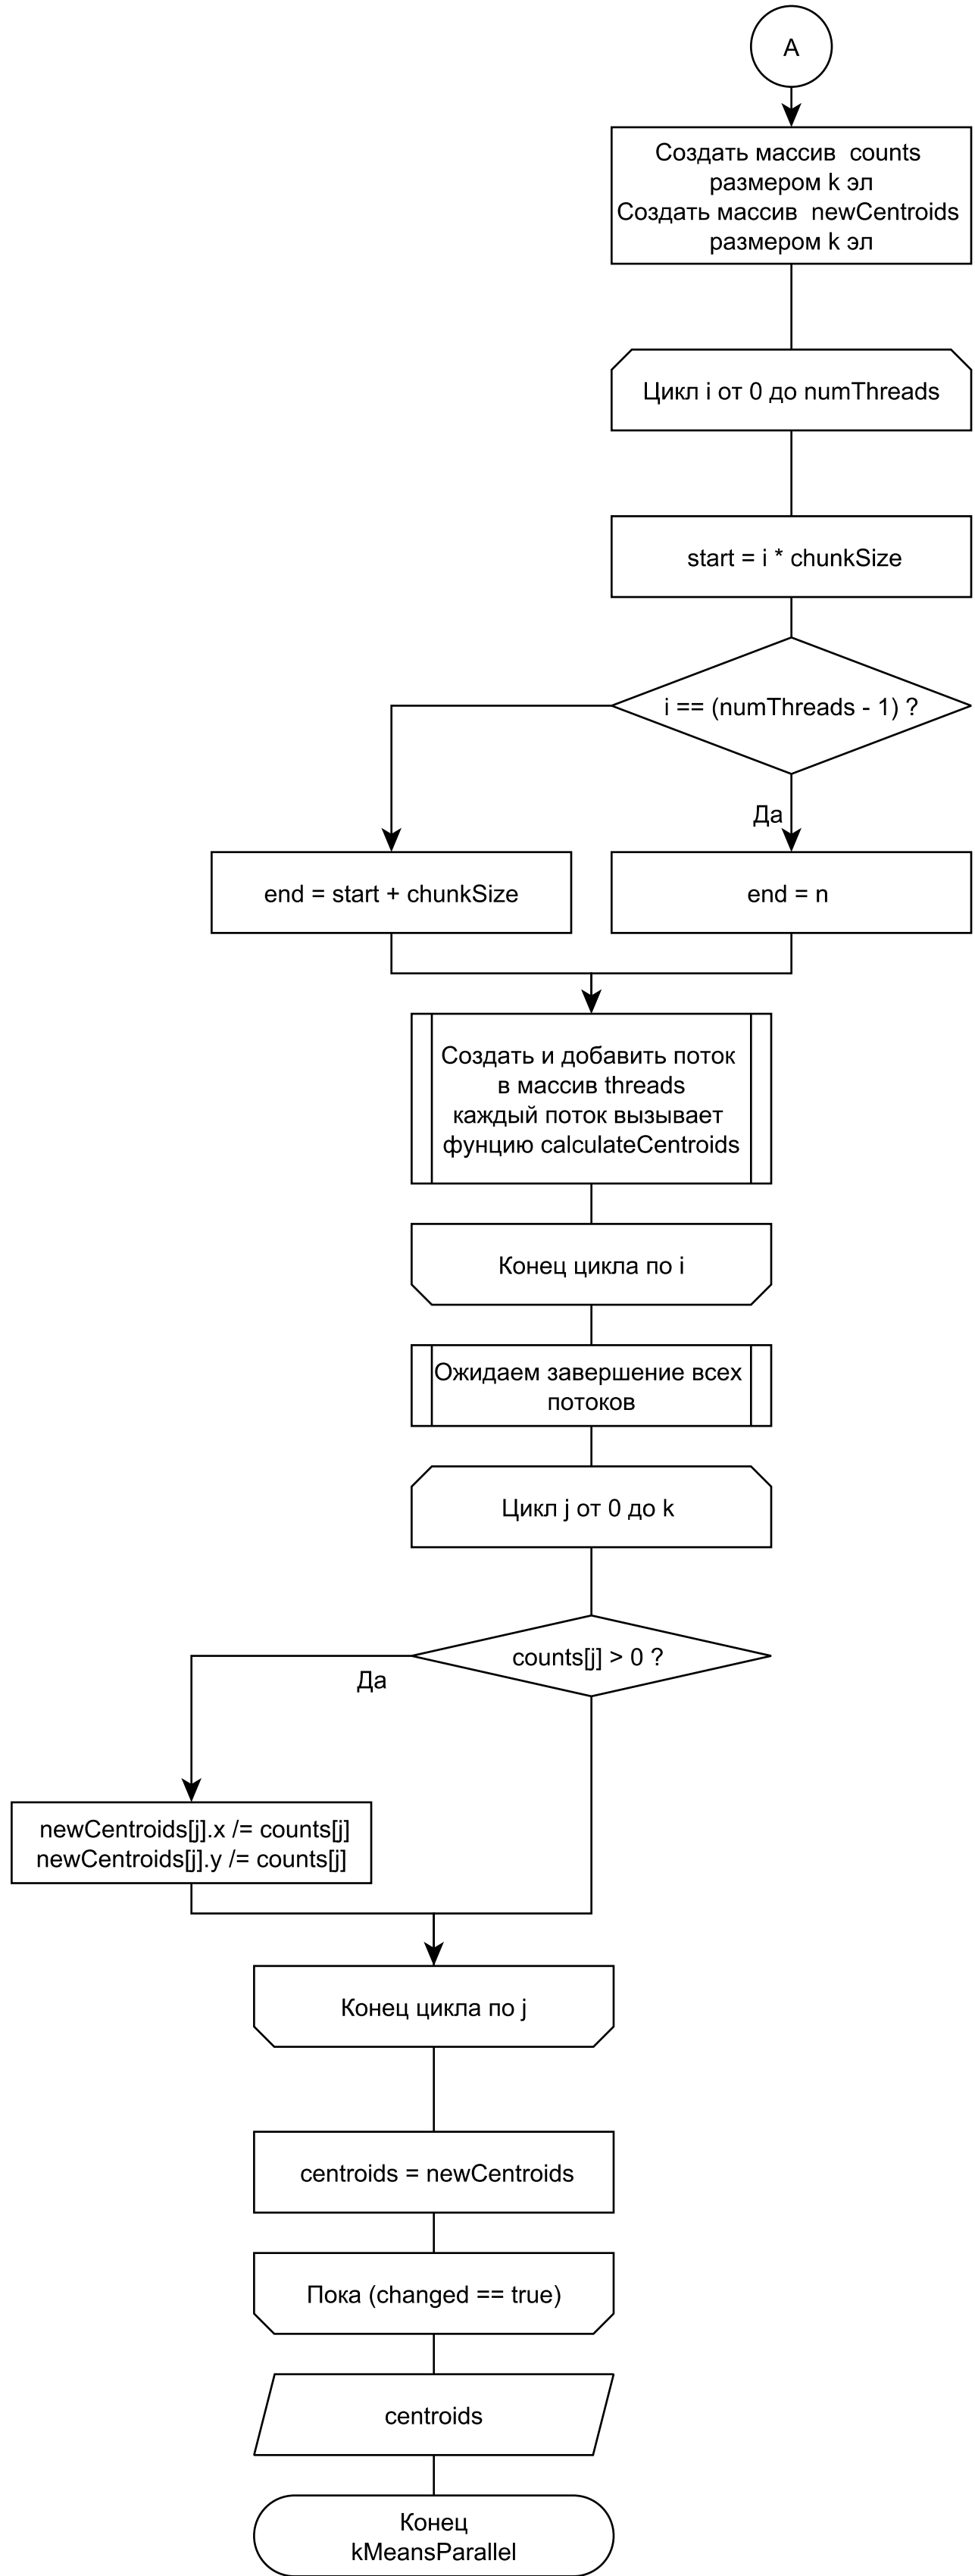 A
Создать массив counts
размером k эл
Создать массив newCentroids
размером k эл
Цикл i от 0 до numThreads
start = i * chunkSize
i == (numThreads - 1) ?
Да
end = start + chunkSize
end = n
Создать и добавить поток
в массив threads
каждый поток вызывает
фунцию calculateCentroids
Конец цикла по i
Ожидаем завершение всех
потоков
Цикл j от 0 до k
counts[j] > 0 ?
Да
newCentroids[j].x /= counts[j]
newCentroids[j].y /= counts[j]
Конец цикла по j
centroids = newCentroids
Пока (changed == true)
centroids
Конец
kMeansParallel